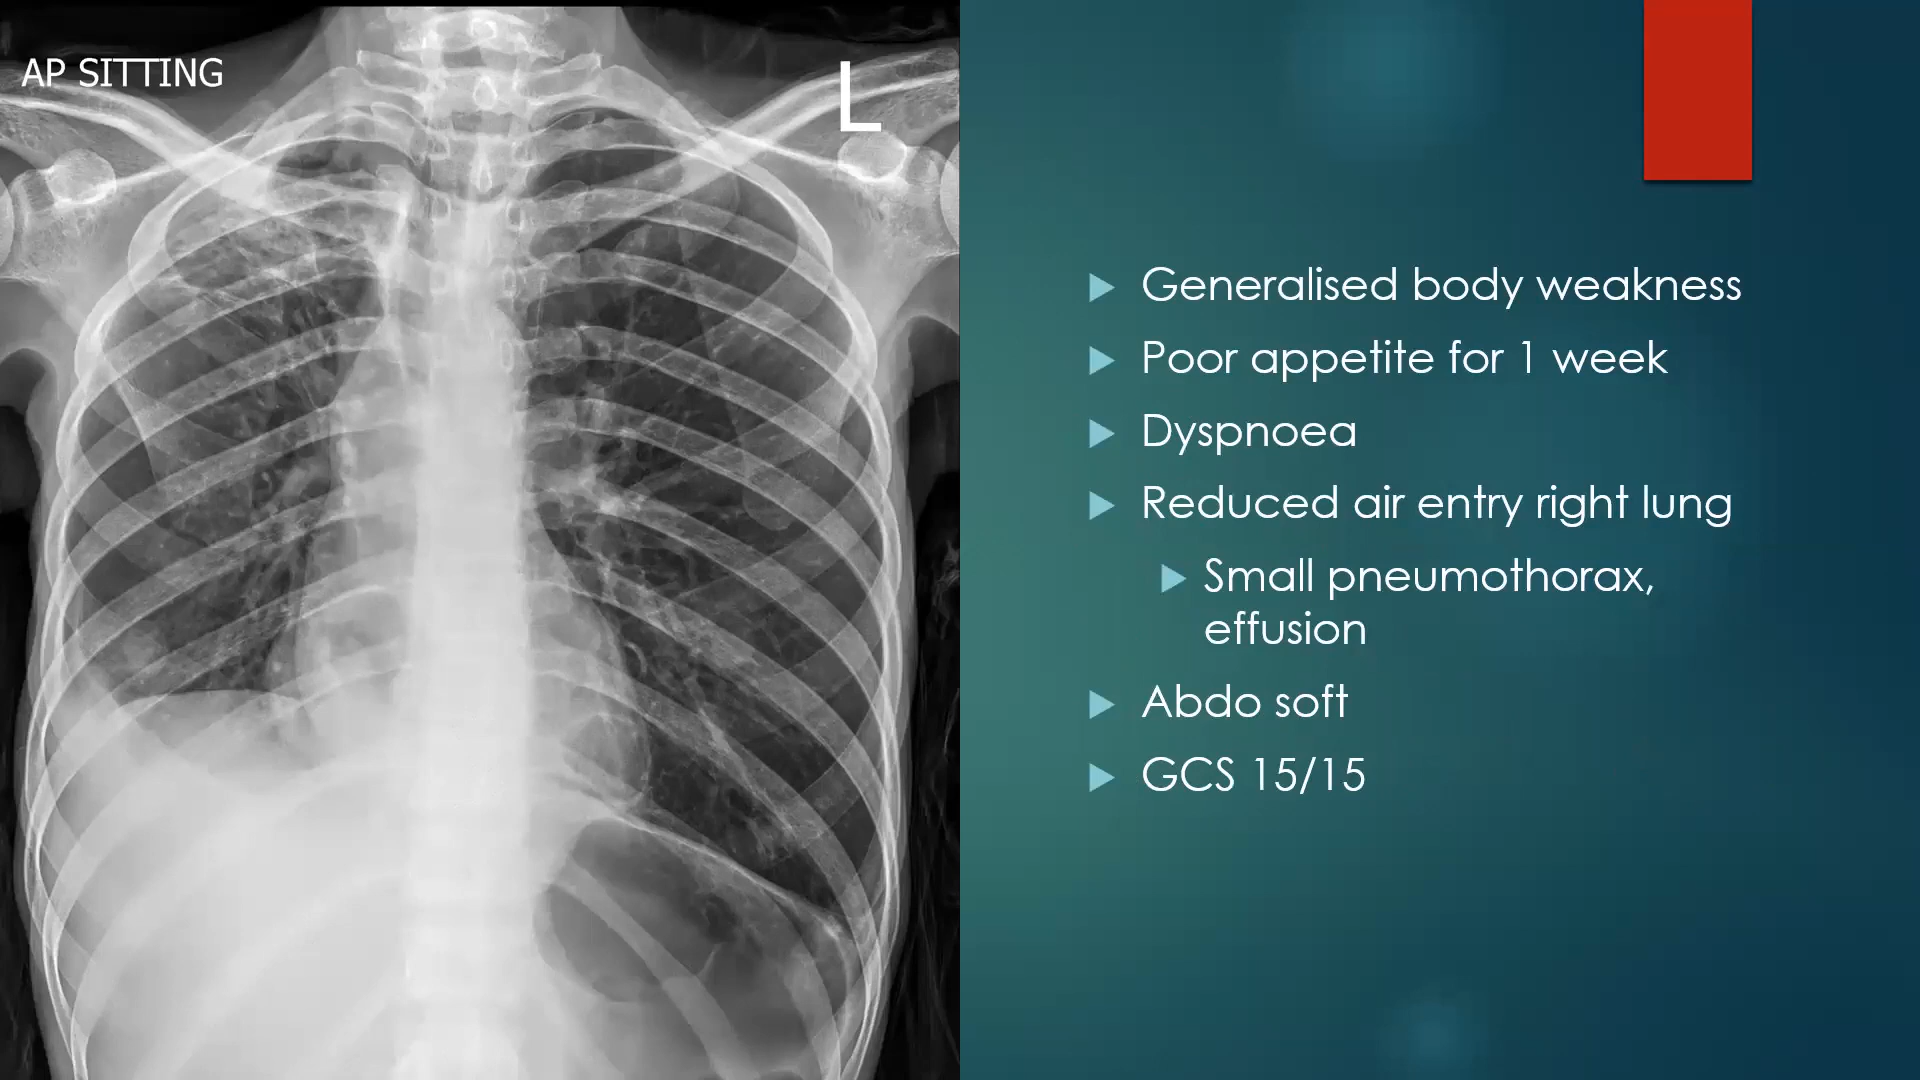 AP SITTING
L
Generalised body weakness
Poor appetite for 1 week
Dyspnoea
Reduced air entry right lung
Small pneumothorax,
effusion
Abdo soft
GCS 15/15